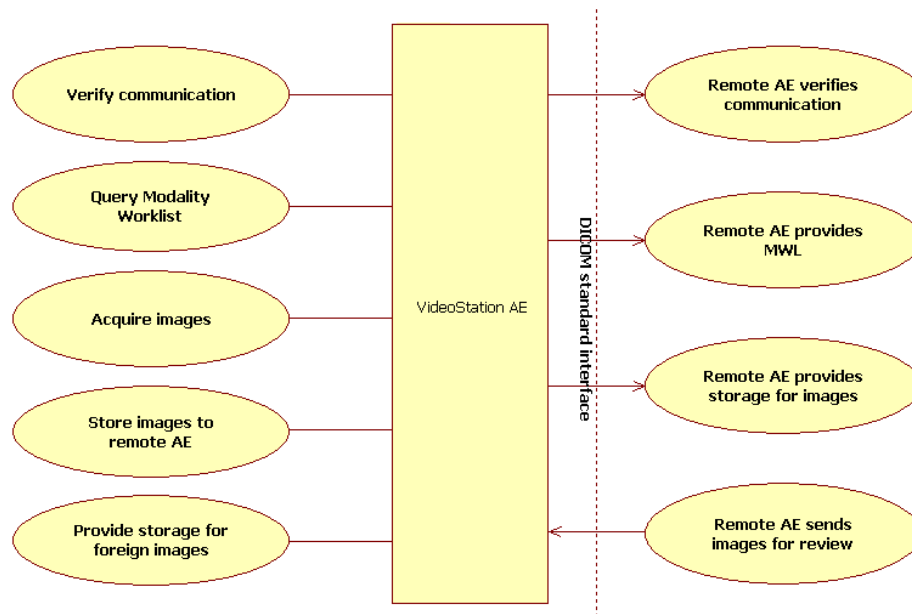 Verify communication
Query Modality
Worklist
Acquire images
Store images to
remote AE
Provide storage for
foreign images
VideoStation AE
DICOM standard interface
Remote AE verifies
communication
Remote AE provides
MWL
Remote AE provides
storage for images
Remote AE sends
images for review